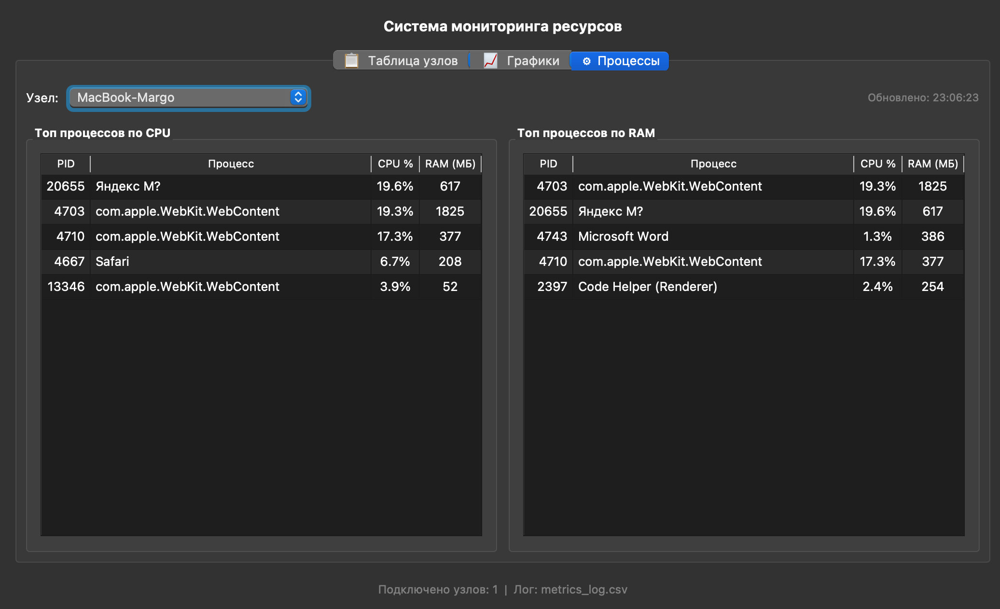 Система мониторинга ресурсов
Таблица узлов Графики Процессы
Узел: MacBook-Margo Обновлено: 23:06:23
Топ процессов по CPU
PID Процесс CPU % RAM (МБ)
20655 Яндекс М? 19.6% 617
4703 com.apple.WebKit.WebContent 19.3% 1825
4710 com.apple.WebKit.WebContent 17.3% 377
4667 Safari 6.7% 208
13346 com.apple.WebKit.WebContent 3.9% 52
Топ процессов по RAM
PID Процесс CPU % RAM (МБ)
4703 com.apple.WebKit.WebContent 19.3% 1825
20655 Яндекс М? 19.6% 617
4743 Microsoft Word 1.3% 386
4710 com.apple.WebKit.WebContent 17.3% 377
2397 Code Helper (Renderer) 2.4% 254
Подключено узлов: 1 | Лог: metrics_log.csv